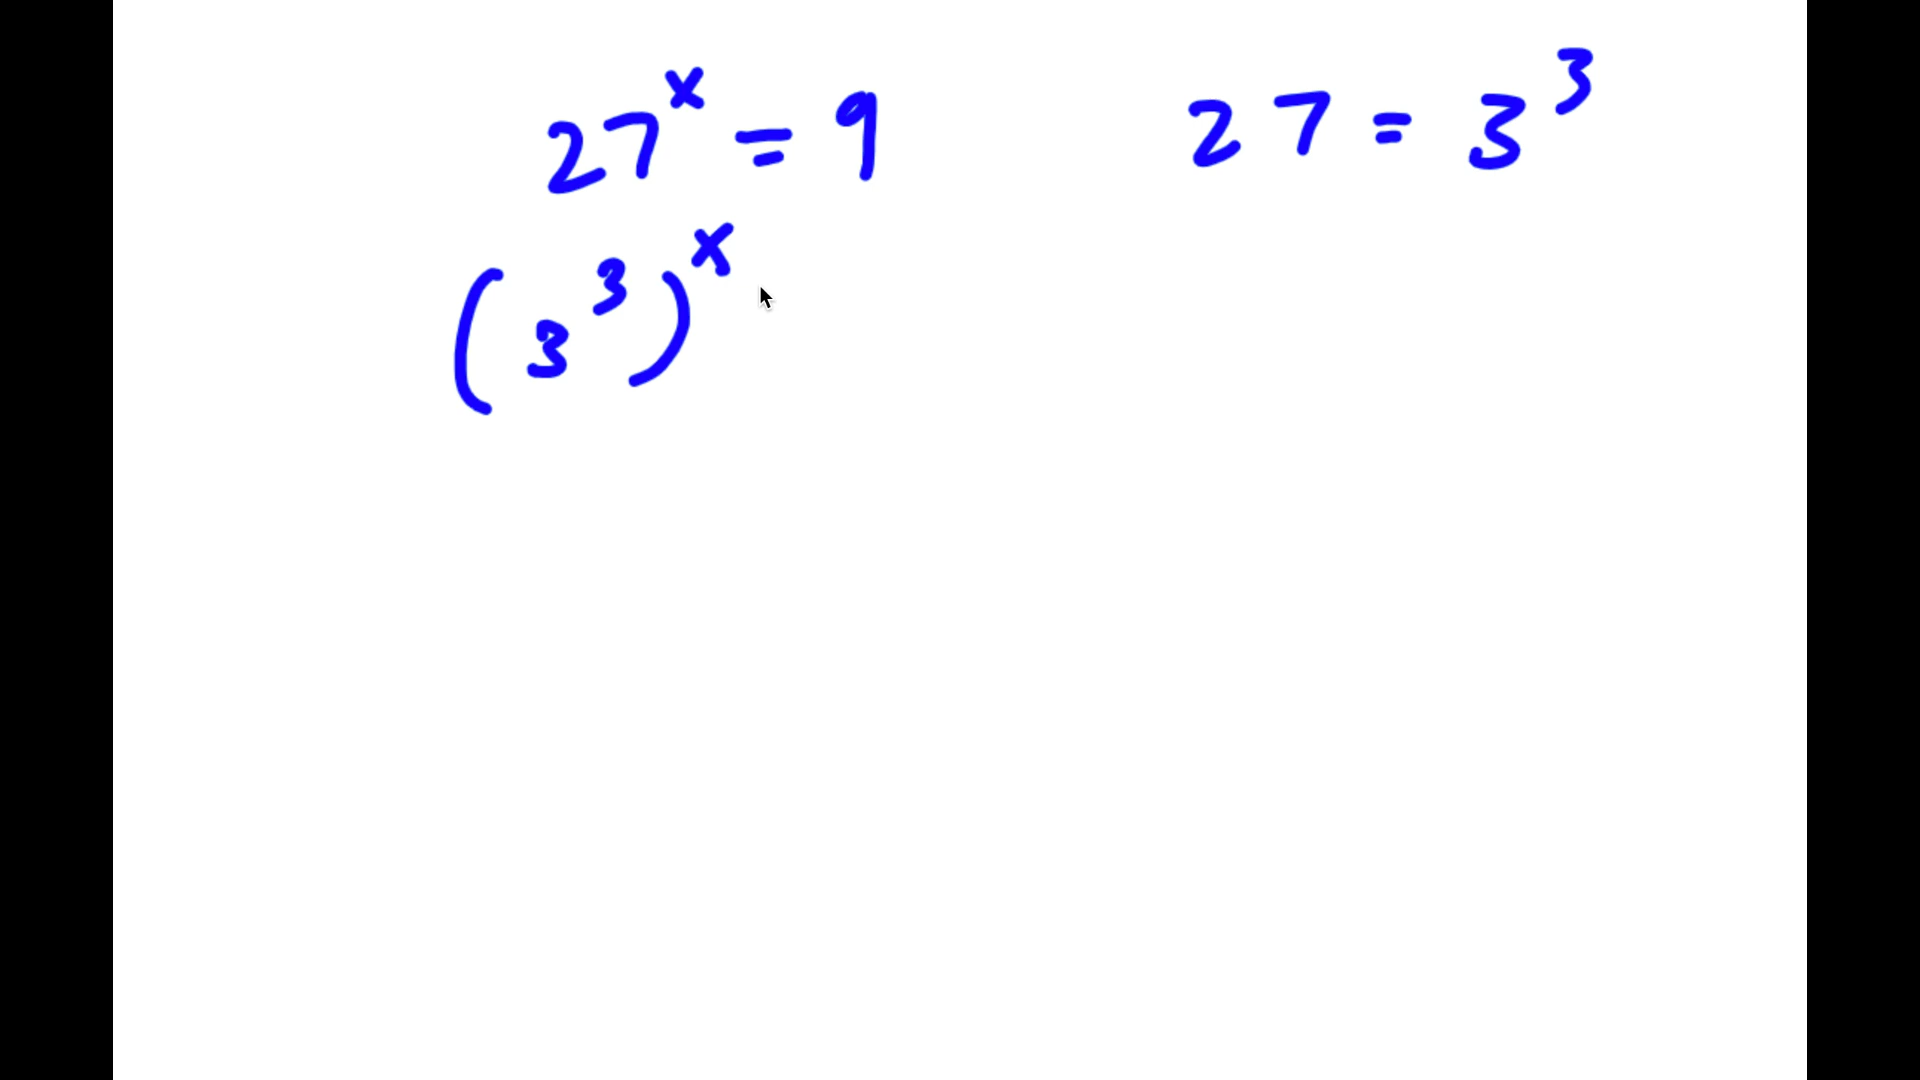 27^x = 9
27 = 3^3
(3^3)^x